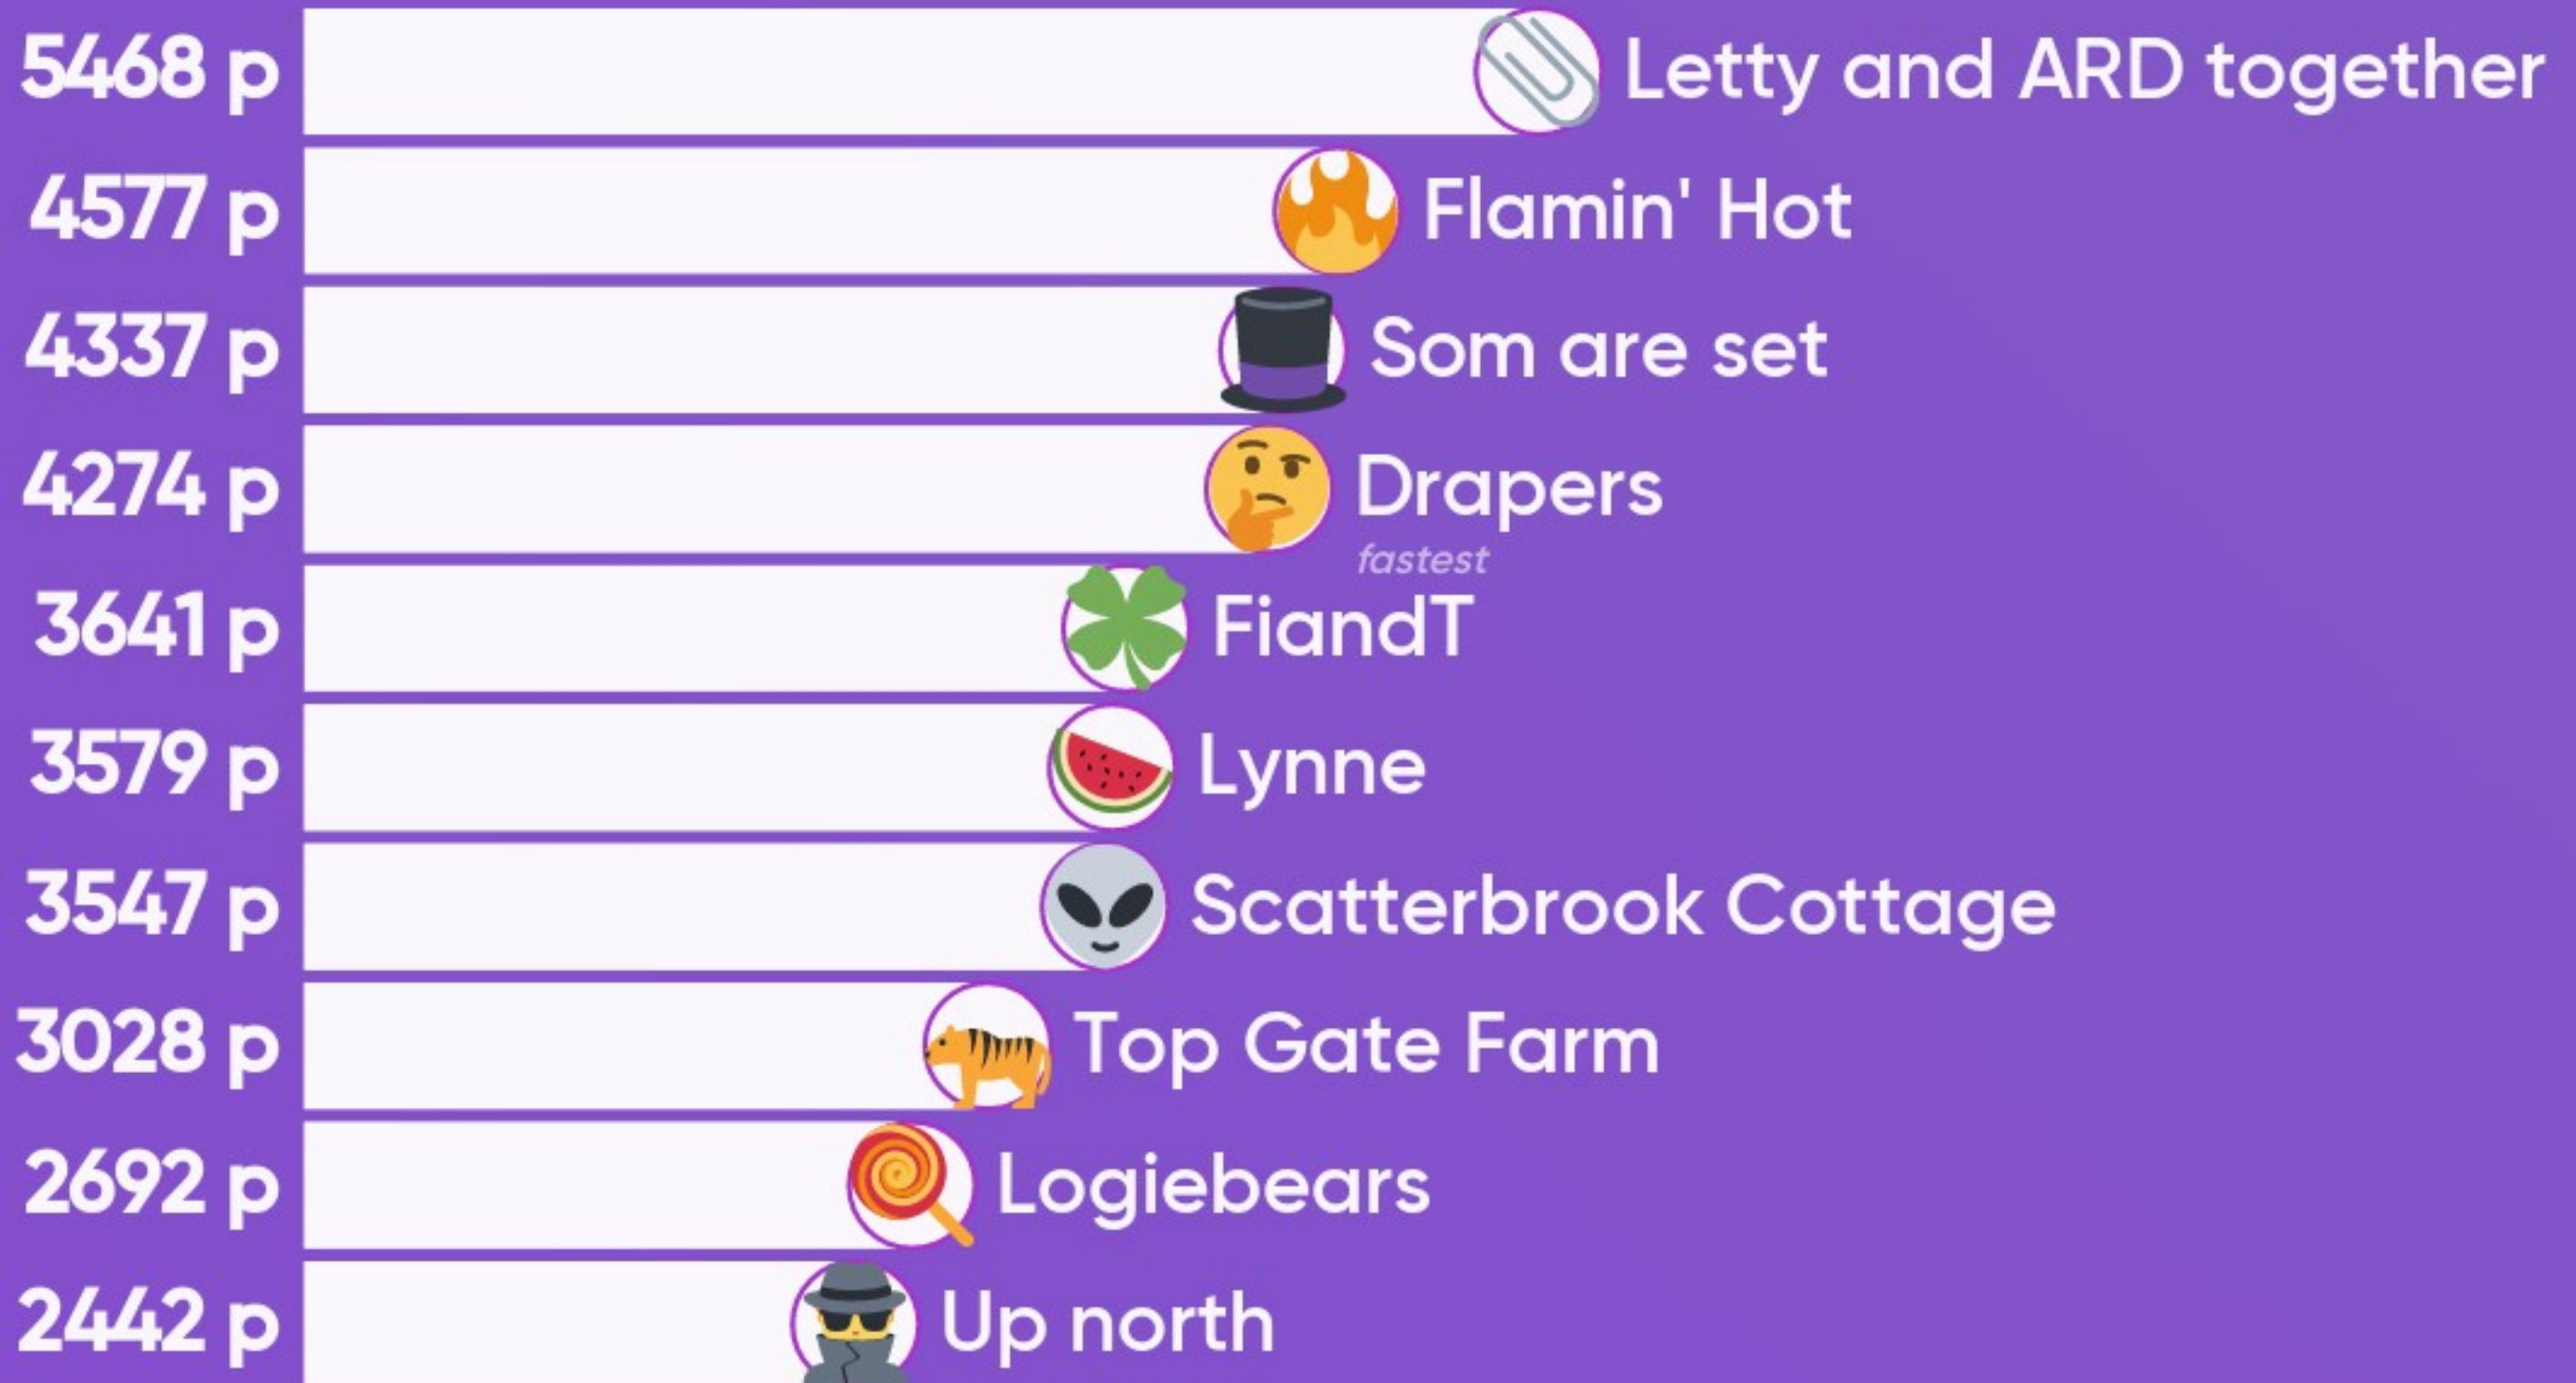 5468 p Letty and ARD together
4577 p Flamin' Hot
4337 p Som are set
4274 p Drapers
fastest
3641 p FiandT
3579 p Lynne
3547 p Scatterbrook Cottage
3028 p Top Gate Farm
2692 p Logiebears
2442 p Up north